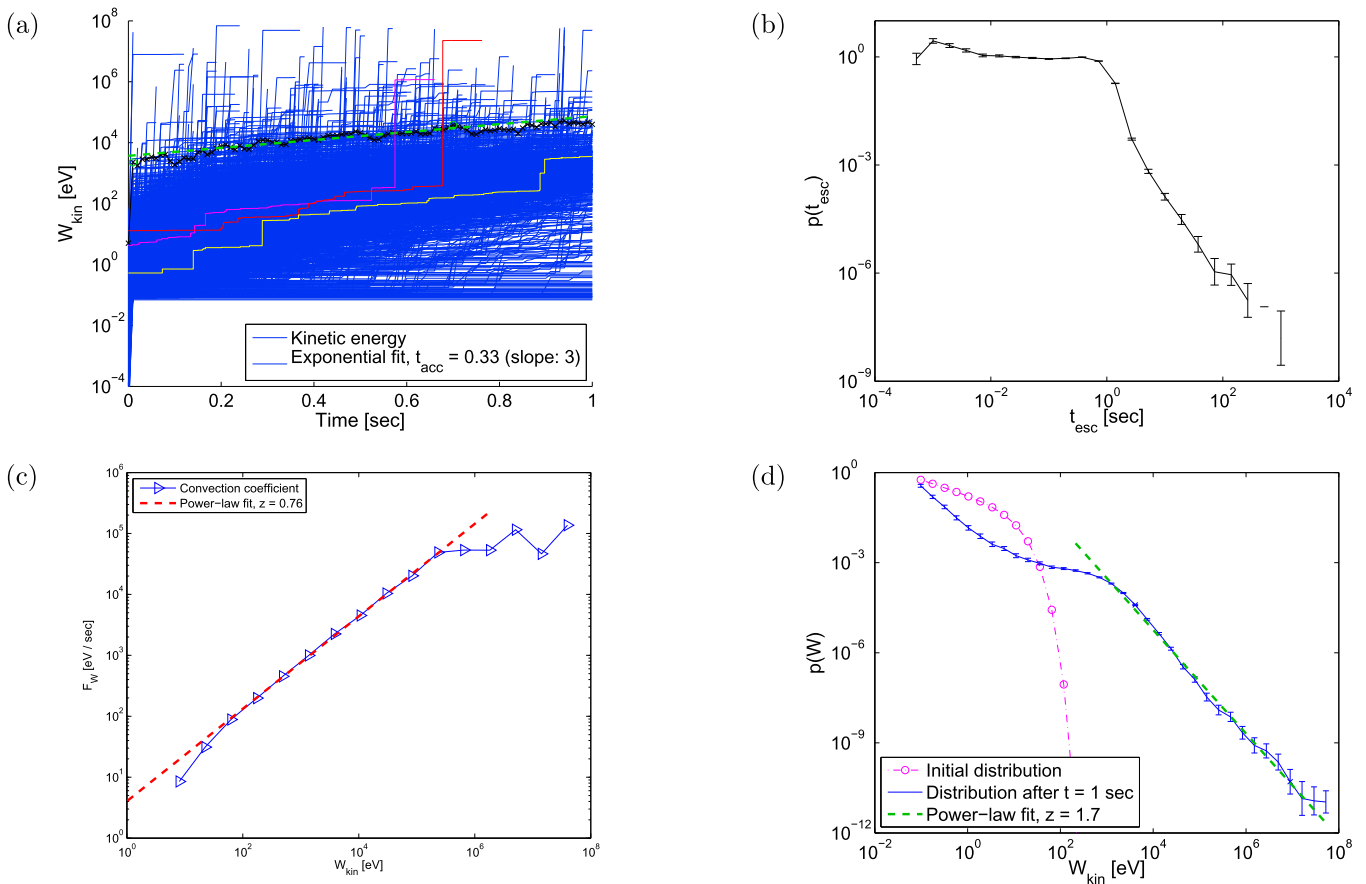 (a)
10^8
10^6
10^4
10^2
10^0
10^−2
10^−4
W_kin [eV]
Kinetic energy
Exponential fit, t_acc = 0.33 (slope: 3)
0 0.2 0.4 0.6 0.8 1
Time [sec]
(b)
10^0
10^−3
10^−6
10^−9
p(t_esc)
10^−4 10^−2 10^0 10^2 10^4
t_esc [sec]
(c)
10^6
10^5
10^4
10^3
10^2
10^1
10^0
F_W [eV / sec]
Convection coefficient
Power−law fit, z = 0.76
10^0 10^2 10^4 10^6 10^8
W_kin [eV]
(d)
10^0
10^−3
10^−6
10^−9
10^−12
p(W)
Initial distribution
Distribution after t = 1 sec
Power−law fit, z = 1.7
10^−2 10^0 10^2 10^4 10^6 10^8
W_kin [eV]